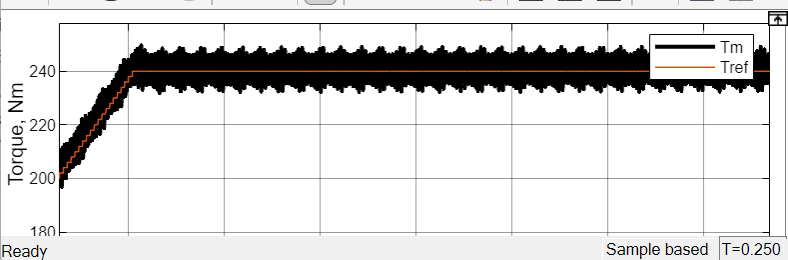 Tm
Tref
240
220
200
180
Torque, Nm
Ready
Sample based
T=0.250